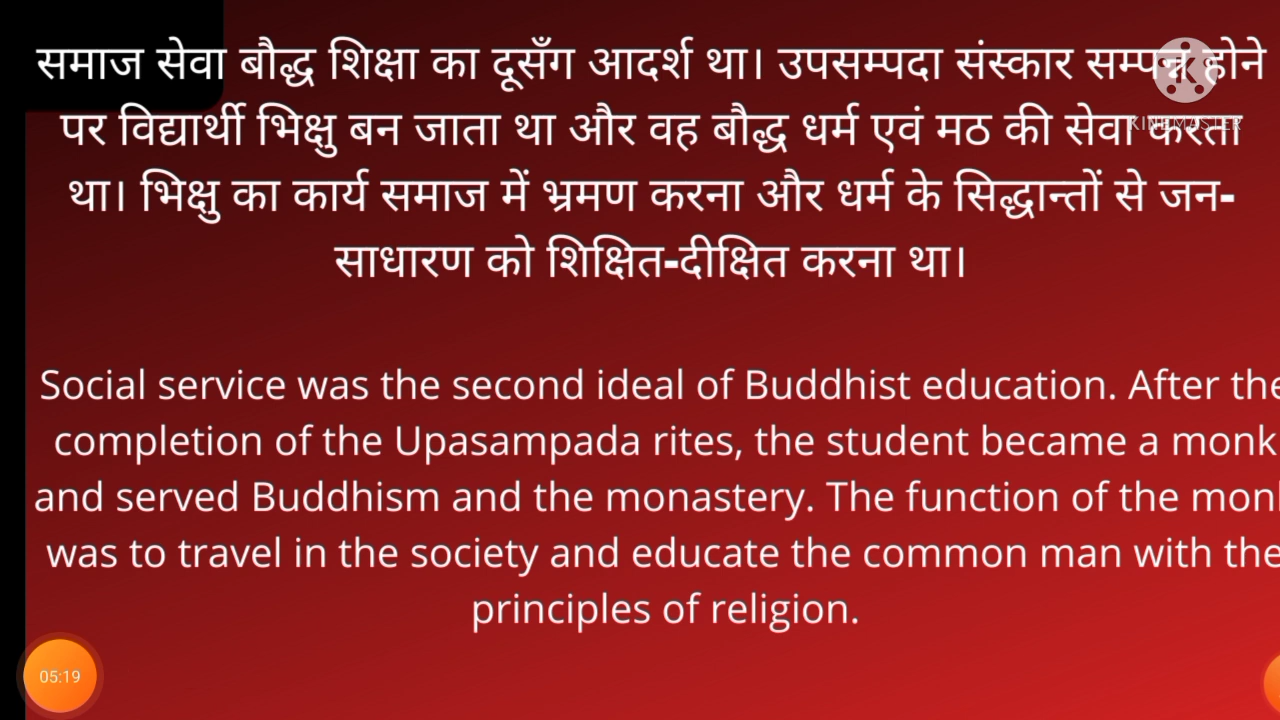 समाज सेवा बौद्ध शिक्षा का दूसँग आदर्श था। उपसम्पदा संस्कार सम्पन्न होने
पर विद्यार्थी भिक्षु बन जाता था और वह बौद्ध धर्म एवं मठ की सेवा करता
था। भिक्षु का कार्य समाज में भ्रमण करना और धर्म के सिद्धान्तों से जन-
साधारण को शिक्षित-दीक्षित करना था।
Social service was the second ideal of Buddhist education. After the
completion of the Upasampada rites, the student became a monk
and served Buddhism and the monastery. The function of the monk
was to travel in the society and educate the common man with the
principles of religion.
K
KINEMASTER
05:19